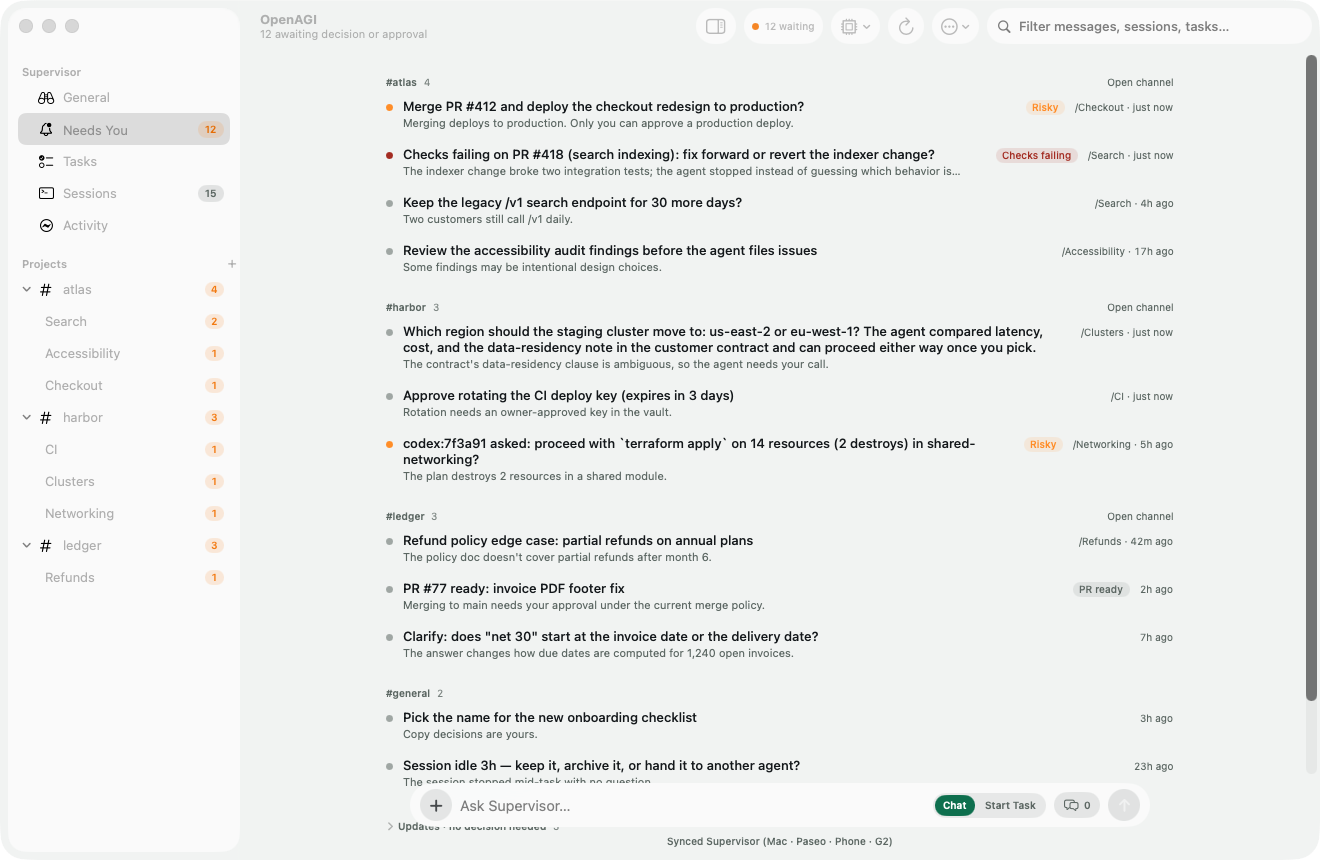 OpenAGI
12 awaiting decision or approval
12 waiting
Filter messages, sessions, tasks...
Supervisor
General
Needs You 12
Tasks
Sessions 15
Activity
Projects +
# atlas 4
Search 2
Accessibility 1
Checkout 1
# harbor 3
CI 1
Clusters 1
Networking 1
# ledger 3
Refunds 1
#atlas 4 Open channel
Merge PR #412 and deploy the checkout redesign to production? Risky /Checkout · just now
Merging deploys to production. Only you can approve a production deploy.
Checks failing on PR #418 (search indexing): fix forward or revert the indexer change? Checks failing /Search · just now
The indexer change broke two integration tests; the agent stopped instead of guessing which behavior is...
Keep the legacy /v1 search endpoint for 30 more days? /Search · 4h ago
Two customers still call /v1 daily.
Review the accessibility audit findings before the agent files issues /Accessibility · 17h ago
Some findings may be intentional design choices.
#harbor 3 Open channel
Which region should the staging cluster move to: us-east-2 or eu-west-1? The agent compared latency, /Clusters · just now
cost, and the data-residency note in the customer contract and can proceed either way once you pick.
The contract's data-residency clause is ambiguous, so the agent needs your call.
Approve rotating the CI deploy key (expires in 3 days) /CI · just now
Rotation needs an owner-approved key in the vault.
codex:7f3a91 asked: proceed with `terraform apply` on 14 resources (2 destroys) in shared- Risky /Networking · 5h ago
networking?
The plan destroys 2 resources in a shared module.
#ledger 3 Open channel
Refund policy edge case: partial refunds on annual plans /Refunds · 42m ago
The policy doc doesn't cover partial refunds after month 6.
PR #77 ready: invoice PDF footer fix PR ready 2h ago
Merging to main needs your approval under the current merge policy.
Clarify: does "net 30" start at the invoice date or the delivery date? 7h ago
The answer changes how due dates are computed for 1,240 open invoices.
#general 2
Pick the name for the new onboarding checklist 3h ago
Copy decisions are yours.
Session idle 3h — keep it, archive it, or hand it to another agent? 23h ago
The session stopped mid-task with no question.
+ Ask Supervisor... Chat Start Task 0
Updates · no decision needed
Synced Supervisor (Mac · Paseo · Phone · G2)